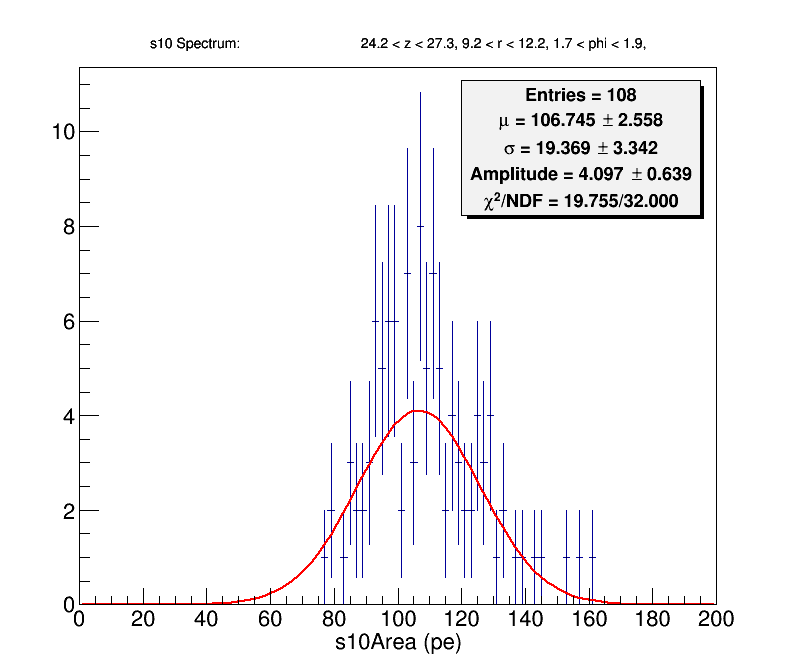 s10 Spectrum: 24.2 < z < 27.3, 9.2 < r < 12.2, 1.7 < phi < 1.9,
Entries = 108
μ = 106.745 ± 2.558
σ = 19.369 ± 3.342
Amplitude = 4.097 ± 0.639
χ²/NDF = 19.755/32.000
10
8
6
4
2
0
0 20 40 60 80 100 120 140 160 180 200
s10Area (pe)